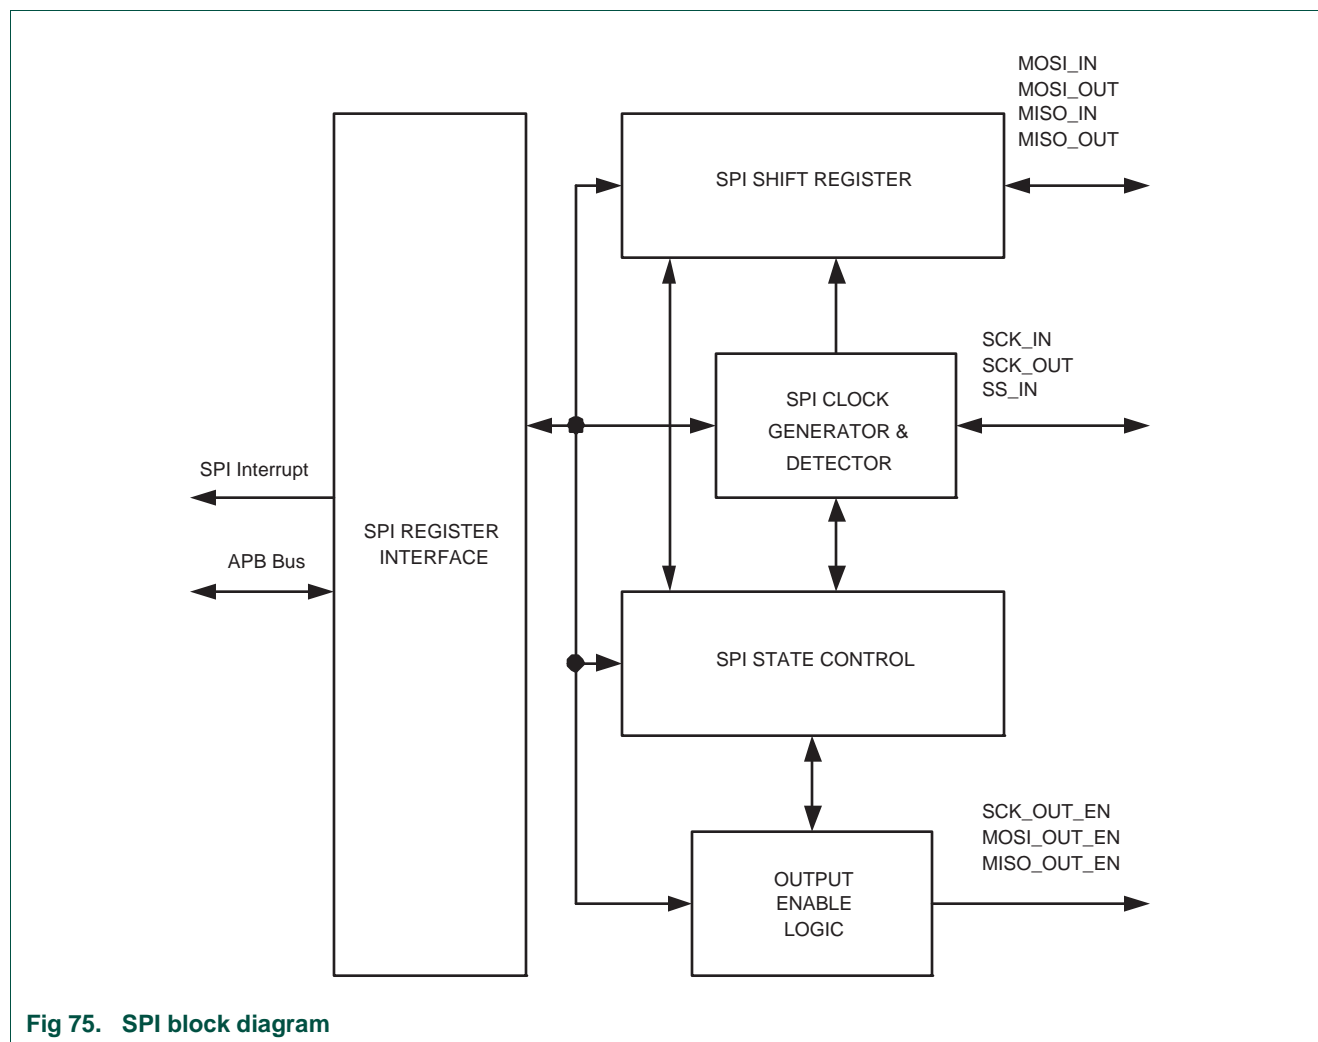 MOSI_IN
MOSI_OUT
MISO_IN
MISO_OUT
SPI SHIFT REGISTER
SCK_IN
SCK_OUT
SS_IN
SPI CLOCK
GENERATOR &
DETECTOR
SPI Interrupt
SPI REGISTER
INTERFACE
APB Bus
SPI STATE CONTROL
SCK_OUT_EN
MOSI_OUT_EN
MISO_OUT_EN
OUTPUT
ENABLE
LOGIC
Fig 75. SPI block diagram